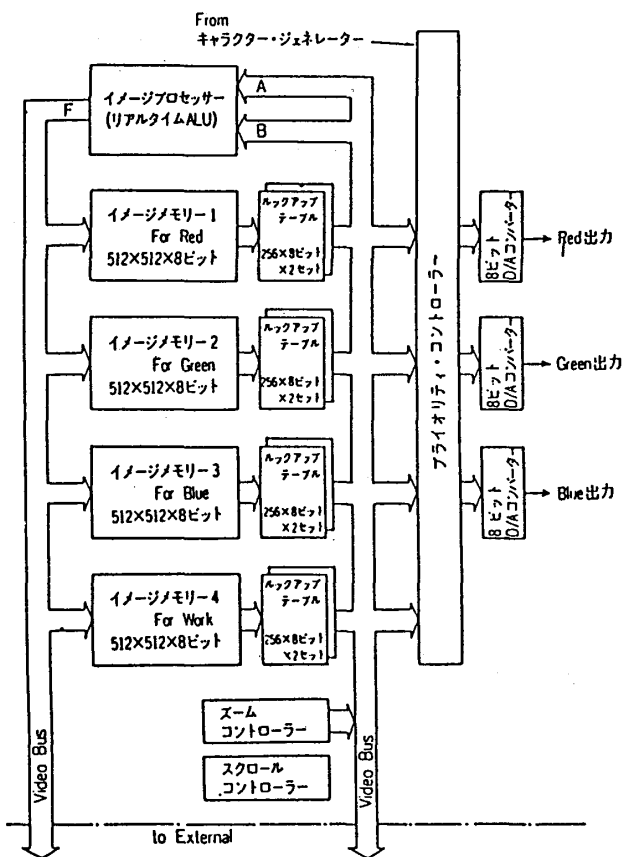 From
キャラクター・ジェネレーター
イメージプロセッサー
(リアルタイムALU)
A
B
F
イメージメモリー1
For Red
512×512×8ビット
ルックアップ
テーブル
256×8ビット
×2セット
8ビット
D/Aコンバーター
Red出力
イメージメモリー2
For Green
512×512×8ビット
ルックアップ
テーブル
256×8ビット
×2セット
8ビット
D/Aコンバーター
Green出力
イメージメモリー3
For Blue
512×512×8ビット
ルックアップ
テーブル
256×8ビット
×2セット
8ビット
D/Aコンバーター
Blue出力
イメージメモリー4
For Work
512×512×8ビット
ルックアップ
テーブル
256×8ビット
×2セット
プライオリティ・コントローラー
ズーム
コントローラー
スクロール
コントローラー
Video Bus
Video Bus
to External